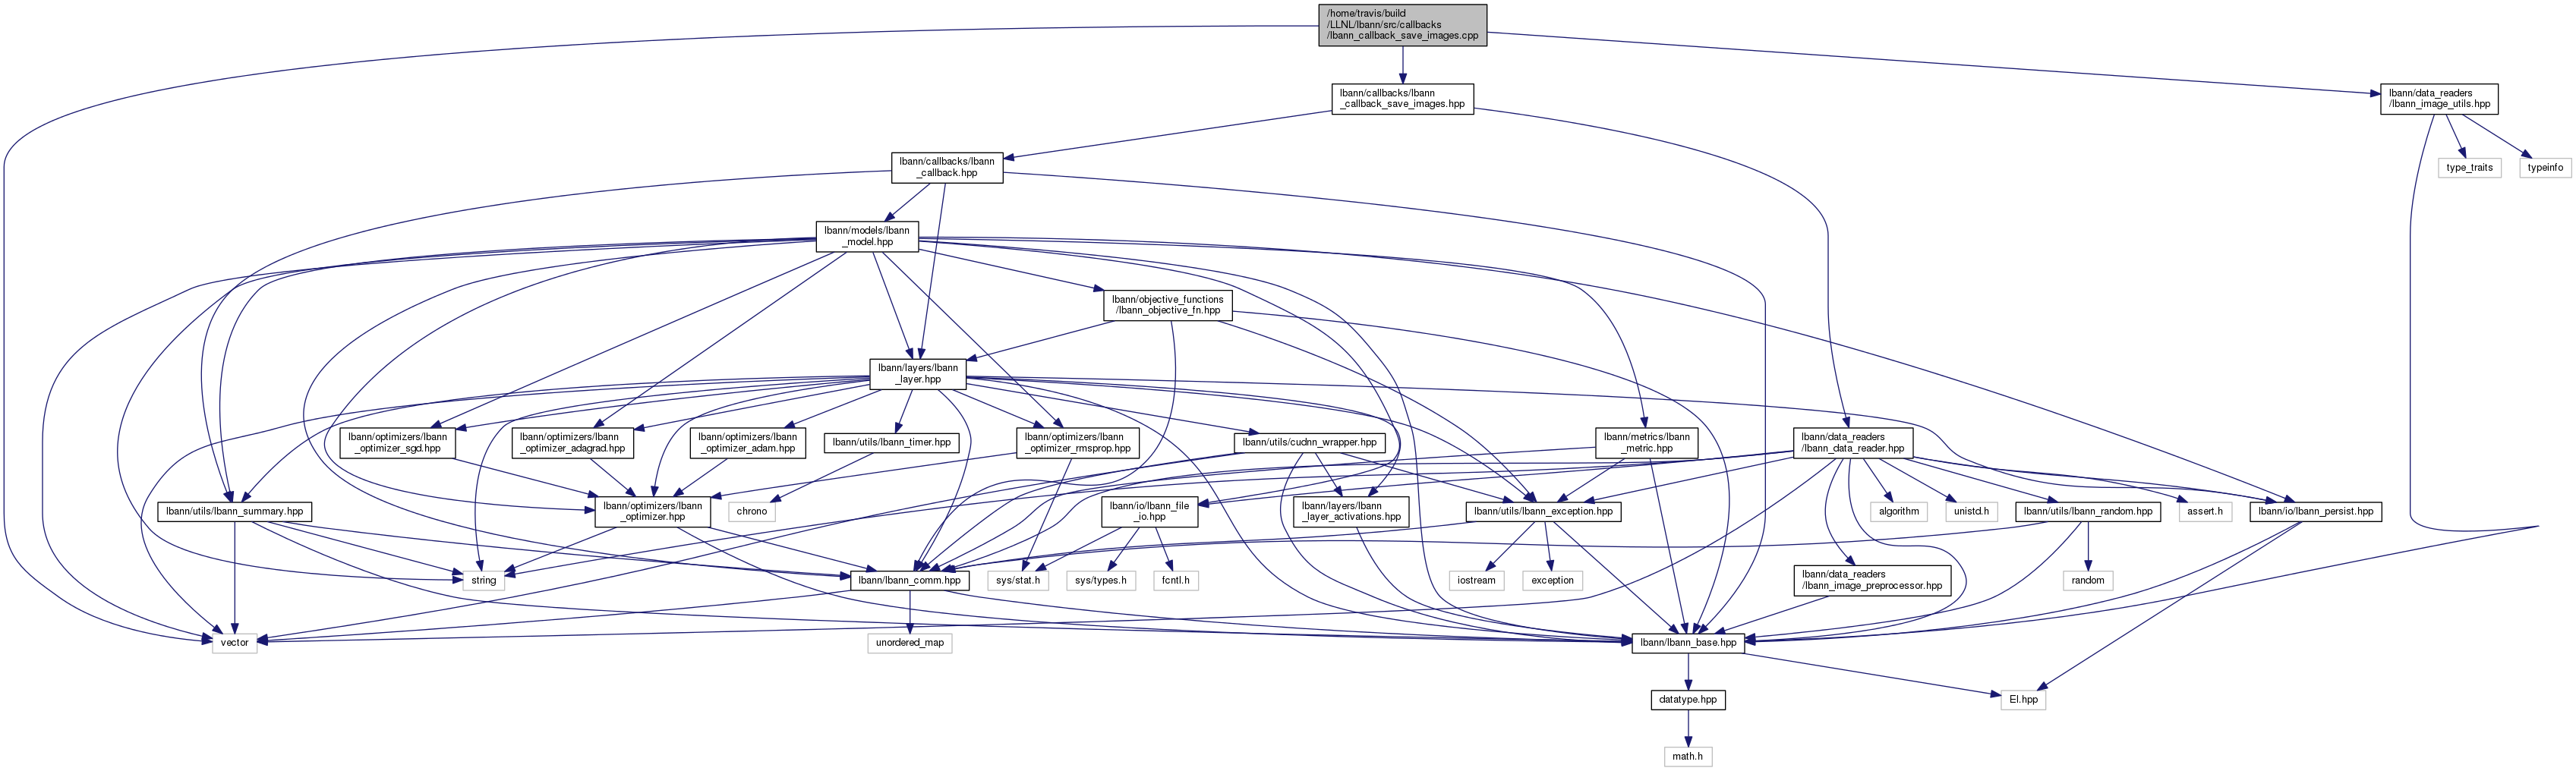 /home/travis/build
/LLNL/lbann/src/callbacks
/lbann_callback_save_images.cpp
lbann/callbacks/lbann
_callback_save_images.hpp
lbann/data_readers
/lbann_image_utils.hpp
lbann/callbacks/lbann
_callback.hpp
type_traits
typeinfo
lbann/models/lbann
_model.hpp
lbann/objective_functions
/lbann_objective_fn.hpp
lbann/layers/lbann
_layer.hpp
lbann/optimizers/lbann
_optimizer_sgd.hpp
lbann/optimizers/lbann
_optimizer_adagrad.hpp
lbann/optimizers/lbann
_optimizer_adam.hpp
lbann/utils/lbann_timer.hpp
lbann/optimizers/lbann
_optimizer_rmsprop.hpp
lbann/utils/cudnn_wrapper.hpp
lbann/metrics/lbann
_metric.hpp
lbann/data_readers
/lbann_data_reader.hpp
lbann/utils/lbann_summary.hpp
lbann/optimizers/lbann
_optimizer.hpp
chrono
lbann/io/lbann_file
_io.hpp
lbann/layers/lbann
_layer_activations.hpp
lbann/utils/lbann_exception.hpp
algorithm
unistd.h
lbann/utils/lbann_random.hpp
assert.h
lbann/io/lbann_persist.hpp
string
lbann/lbann_comm.hpp
sys/stat.h
sys/types.h
fcntl.h
iostream
exception
lbann/data_readers
/lbann_image_preprocessor.hpp
random
vector
unordered_map
lbann/lbann_base.hpp
datatype.hpp
El.hpp
math.h